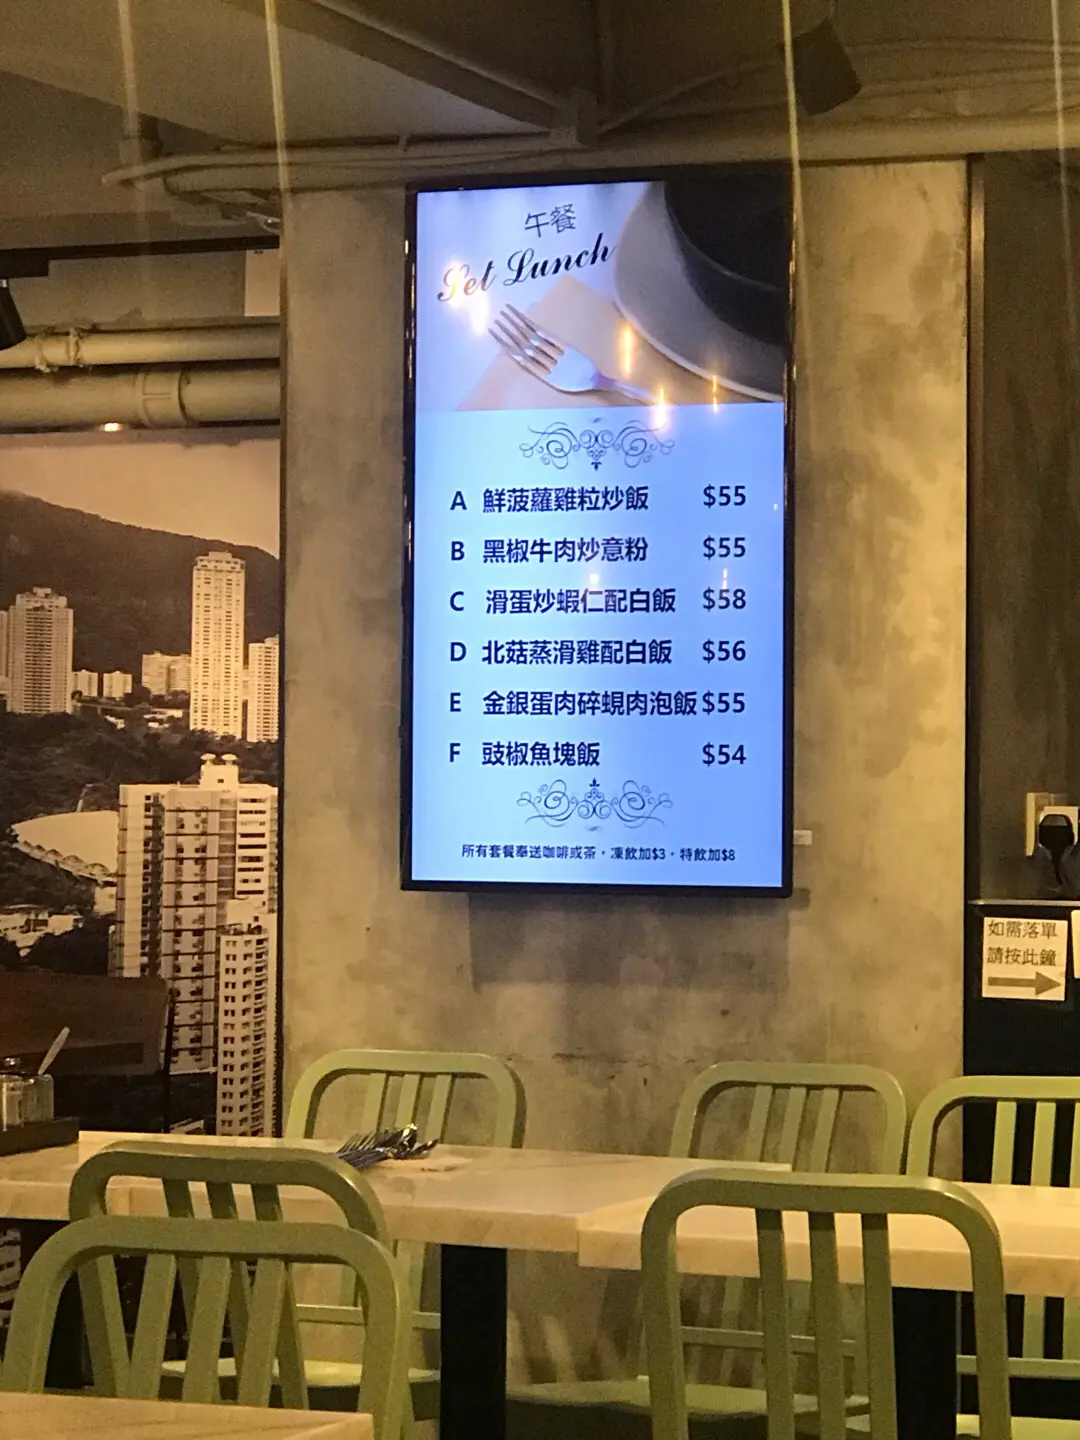 午餐
Set Lunch
A 鮮菠蘿雞粒炒飯 $55
B 黑椒牛肉炒意粉 $55
C 滑蛋炒蝦仁配白飯 $58
D 北菇蒸滑雞配白飯 $56
E 金銀蛋肉碎蜆肉泡飯 $55
F 豉椒魚塊飯 $54
所有套餐奉送咖啡或茶，凍飲加$3，特飲加$8
如需落單
請按此鐘